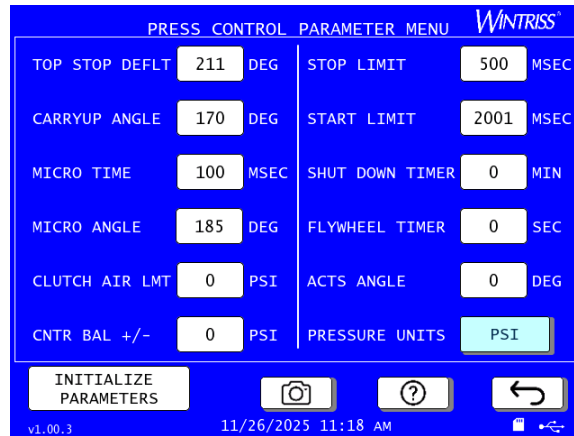 PRESS CONTROL PARAMETER MENU WINTRISS®
TOP STOP DEFLT 211 DEG
STOP LIMIT 500 MSEC
CARRYUP ANGLE 170 DEG
START LIMIT 2001 MSEC
MICRO TIME 100 MSEC
SHUT DOWN TIMER 0 MIN
MICRO ANGLE 185 DEG
FLYWHEEL TIMER 0 SEC
CLUTCH AIR LMT 0 PSI
ACTS ANGLE 0 DEG
CNTR BAL +/- 0 PSI
PRESSURE UNITS PSI
INITIALIZE
PARAMETERS
v1.00.3 11/26/2025 11:18 AM